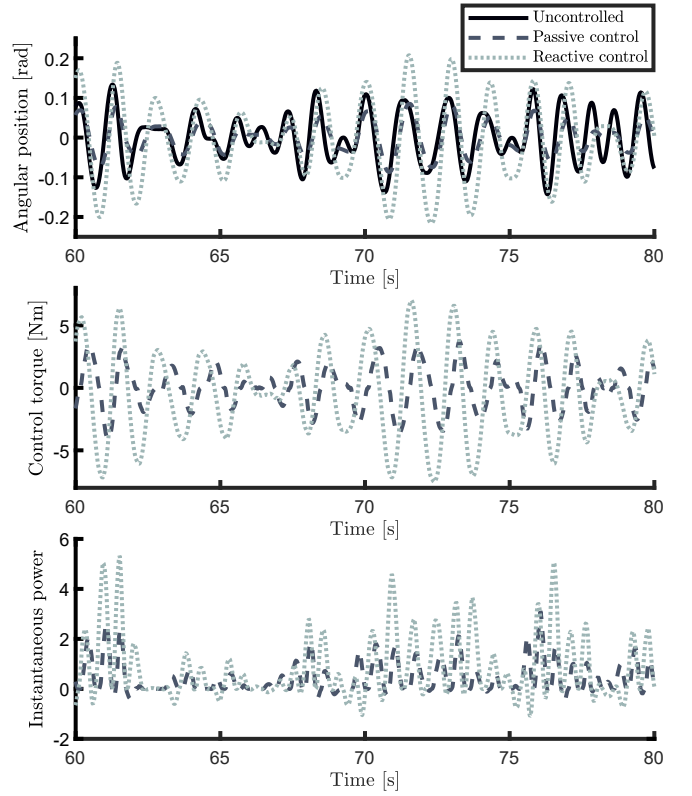 Uncontrolled
Passive control
Reactive control
Angular position [rad]
0.2
0.1
0
-0.1
-0.2
60 65 70 75 80
Time [s]
Control torque [Nm]
5
0
-5
60 65 70 75 80
Time [s]
Instantaneous power
6
4
2
0
-2
60 65 70 75 80
Time [s]